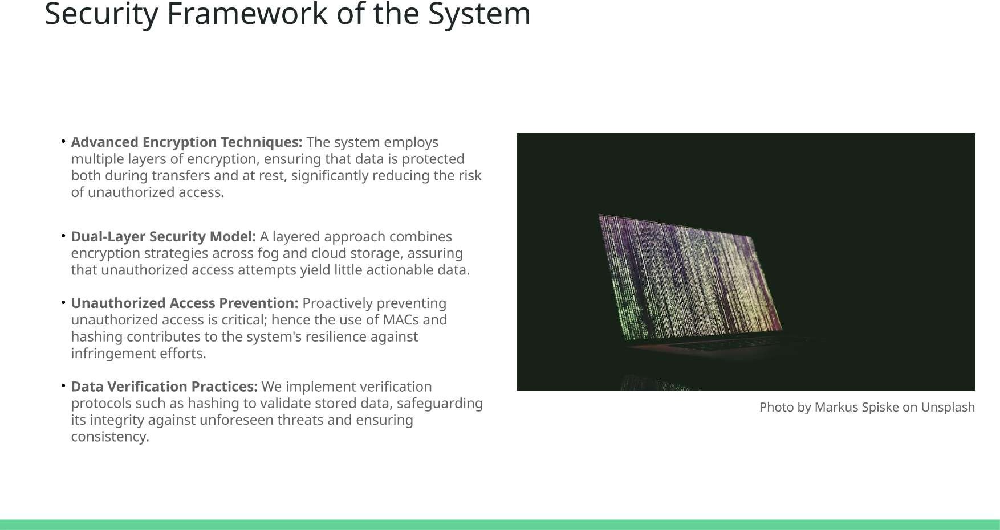 Security Framework of the System
• Advanced Encryption Techniques: The system employs
multiple layers of encryption, ensuring that data is protected
both during transfers and at rest, significantly reducing the risk
of unauthorized access.
• Dual-Layer Security Model: A layered approach combines
encryption strategies across fog and cloud storage, assuring
that unauthorized access attempts yield little actionable data.
• Unauthorized Access Prevention: Proactively preventing
unauthorized access is critical; hence the use of MACs and
hashing contributes to the system's resilience against
infringement efforts.
• Data Verification Practices: We implement verification
protocols such as hashing to validate stored data, safeguarding
its integrity against unforeseen threats and ensuring
consistency.
Photo by Markus Spiske on Unsplash